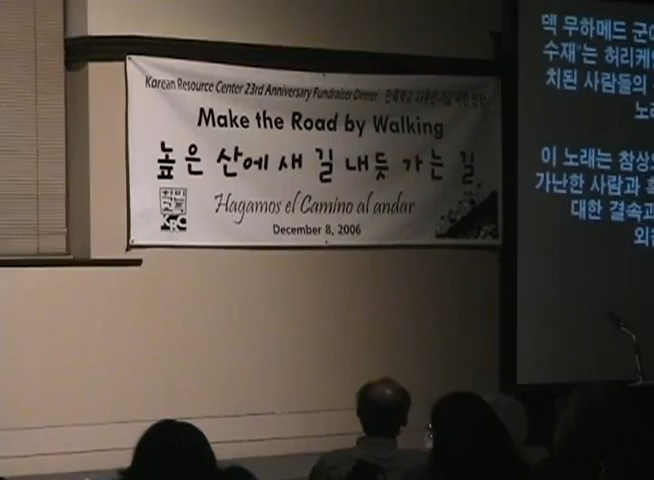 Korean Resource Center 23rd Anniversary Fundraiser Dinner
Make the Road by Walking
높은 산에 새 길 내듯 가는 길
Hagamos el Camino al andar
December 8, 2006
KRC
덱 무하메드 군
수재"는 허리케
치된 사람들의
노래
이 노래는 참상
가난한 사람과
대한 결속과
외